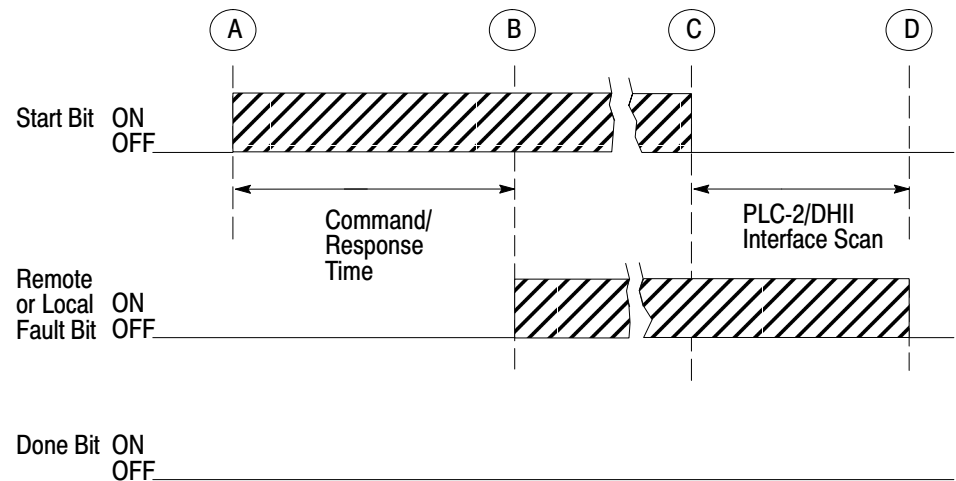 A B C D
Start Bit ON
OFF
Command/
Response
Time
PLC-2/DHII
Interface Scan
Remote
or Local ON
Fault Bit OFF
Done Bit ON
OFF